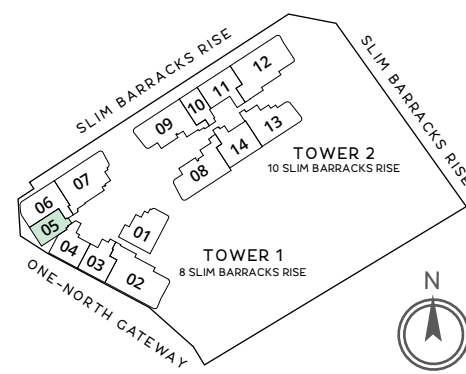 SLIM BARRACKS RISE
SLIM BARRACKS RISE
12
11
10
09
13
14
08
TOWER 2
10 SLIM BARRACKS RISE
07
06
05
04
03
02
01
TOWER 1
8 SLIM BARRACKS RISE
ONE-NORTH GATEWAY
N